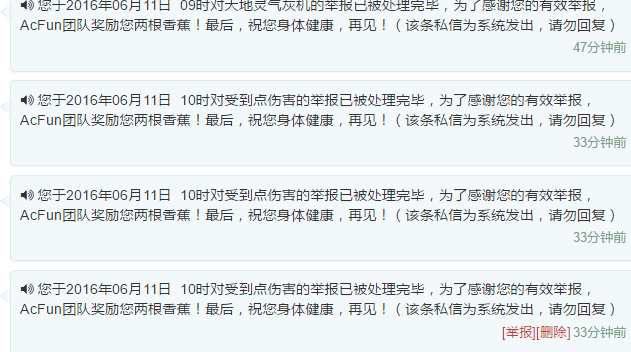 您于2016年06月11日 09时对天地灵气灰机的举报已被处理完毕，为了感谢您的有效举报，
AcFun团队奖励您两根香蕉！最后，祝您身体健康，再见！（该条私信为系统发出，请勿回复）
47分钟前
您于2016年06月11日 10时对受到点伤害的举报已被处理完毕，为了感谢您的有效举报，
AcFun团队奖励您两根香蕉！最后，祝您身体健康，再见！（该条私信为系统发出，请勿回复）
33分钟前
您于2016年06月11日 10时对受到点伤害的举报已被处理完毕，为了感谢您的有效举报，
AcFun团队奖励您两根香蕉！最后，祝您身体健康，再见！（该条私信为系统发出，请勿回复）
33分钟前
您于2016年06月11日 10时对受到点伤害的举报已被处理完毕，为了感谢您的有效举报，
AcFun团队奖励您两根香蕉！最后，祝您身体健康，再见！（该条私信为系统发出，请勿回复）
[举报][删除] 33分钟前